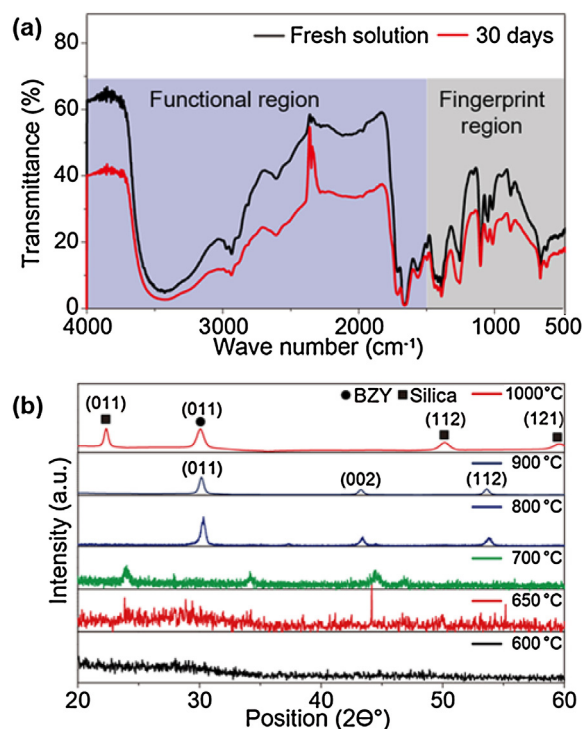 (a)
Fresh solution 30 days
Functional region
Fingerprint
region
Transmittance (%)
80
60
40
20
0
4000 3000 2000 1000 500
Wave number (cm-1)
(b)
(011) (011) ●BZY ■Silica 1000°C
(112) (121)
900°C
(011) (002) (112)
800°C
700°C
650°C
600°C
Intensity (a.u.)
20 30 40 50 60
Position (2Θ°)